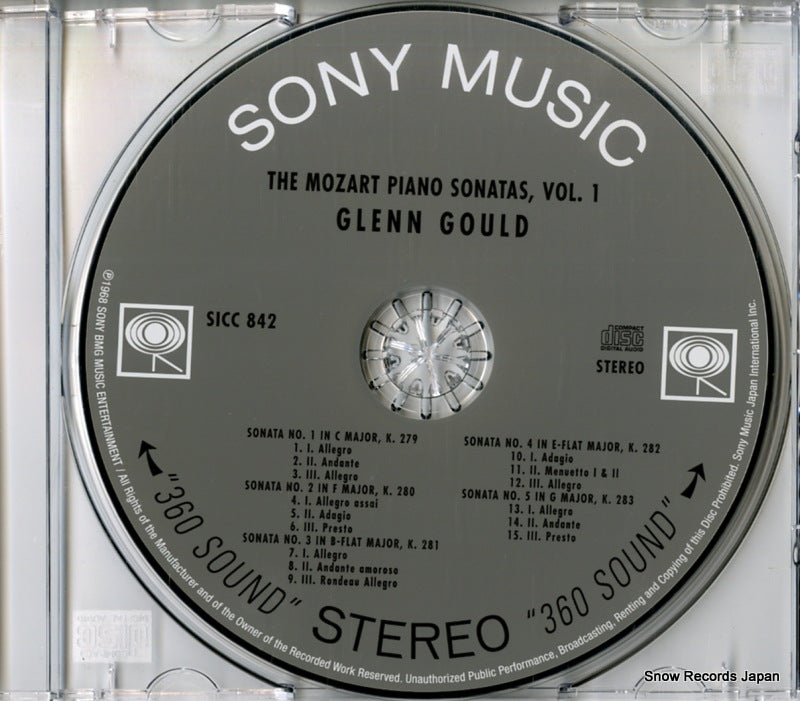 SONY MUSIC
THE MOZART PIANO SONATAS, VOL. 1
GLENN GOULD
SICC 842
COMPACT
disc
DIGITAL AUDIO
STEREO
SONATA NO. 1 IN C MAJOR, K. 279
1. I. Allegro
2. II. Andante
3. III. Allegro
SONATA NO. 2 IN F MAJOR, K. 280
4. I. Allegro assai
5. II. Adagio
6. III. Presto
SONATA NO. 3 IN B-FLAT MAJOR, K. 281
7. I. Allegro
8. II. Andante amoroso
9. III. Rondeau Allegro
SONATA NO. 4 IN E-FLAT MAJOR, K. 282
10. I. Adagio
11. II. Menuetto I & II
12. III. Allegro
SONATA NO. 5 IN G MAJOR, K. 283
13. I. Allegro
14. II. Andante
15. III. Presto
"360 SOUND" STEREO "360 SOUND"
℗1968 SONY BMG MUSIC ENTERTAINMENT / All Rights of the Manufacturer and of the Owner of the Recorded Work Reserved. Unauthorized Public Performance, Broadcasting, Renting and Copying of this Disc Prohibited. Sony Music Japan International Inc.
Snow Records Japan